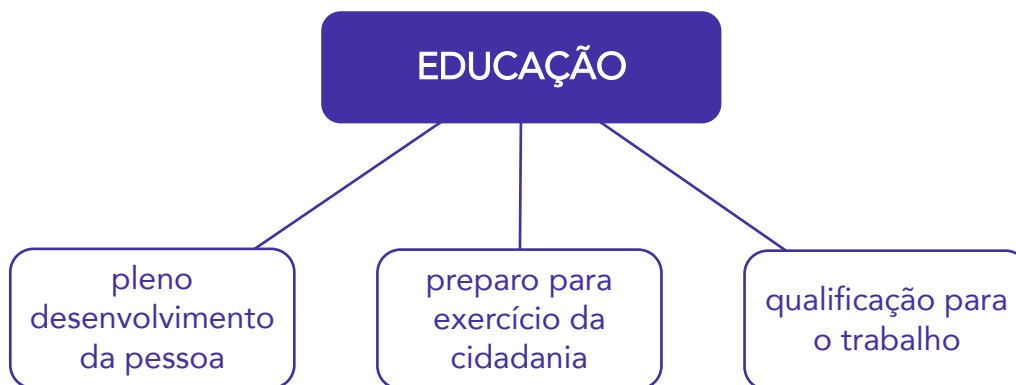 EDUCAÇÃO
pleno
desenvolvimento
da pessoa
preparo para
exercício da
cidadania
qualificação para
o trabalho